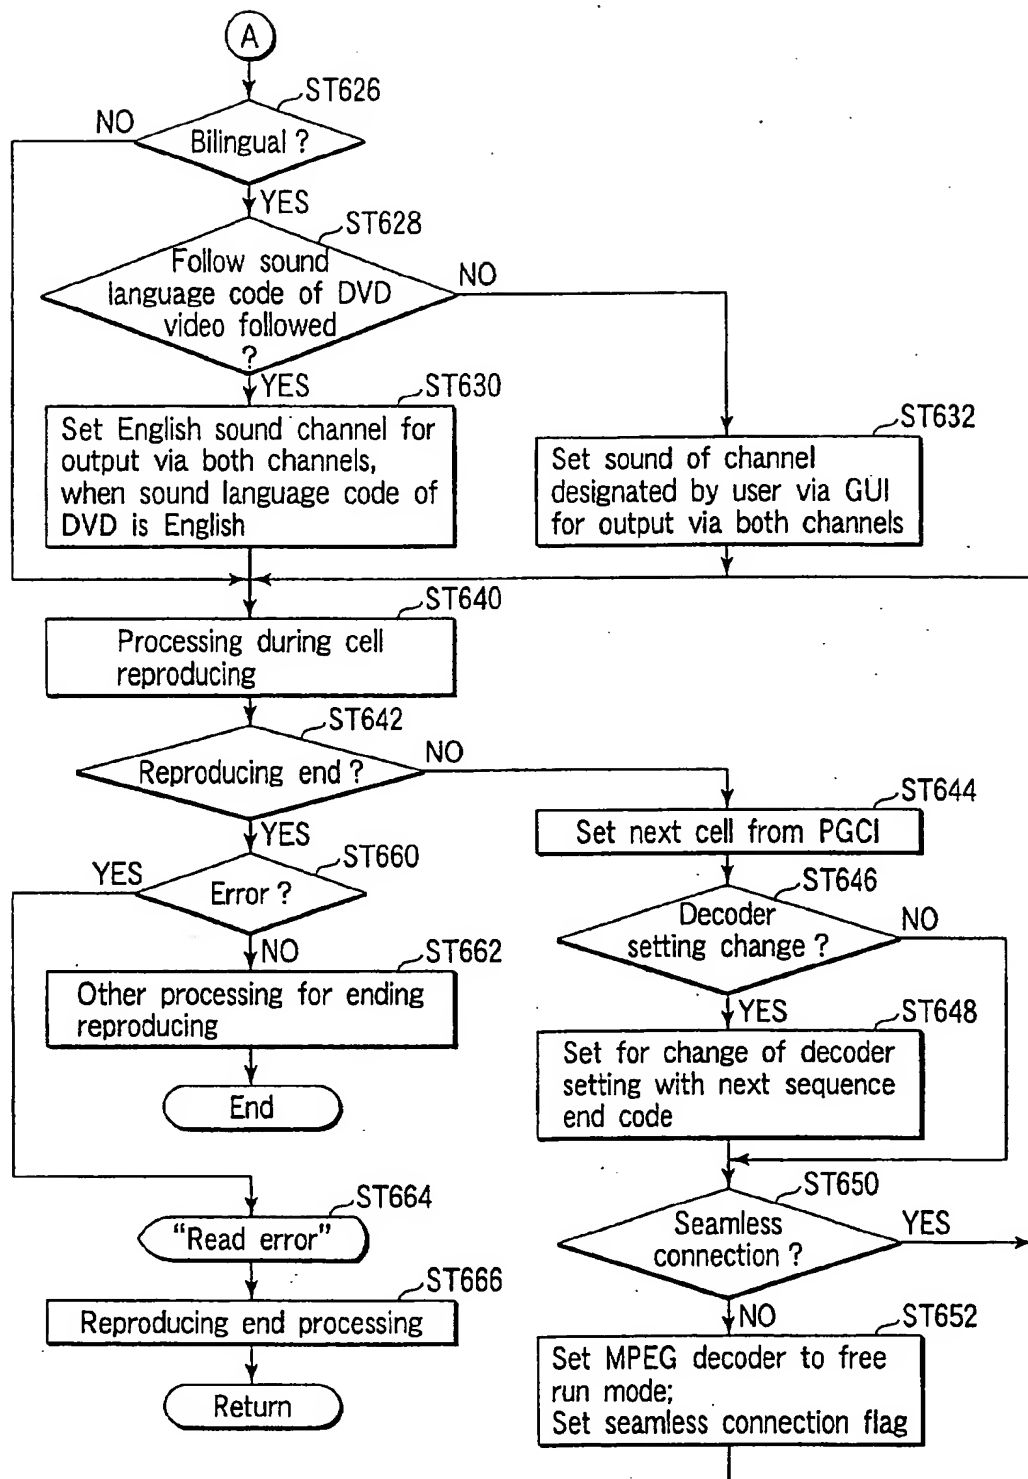 A
ST626
NO
Bilingual ?
YES
ST628
Follow sound
language code of DVD
video followed
?
NO
YES
ST630
Set English sound channel for
output via both channels,
when sound language code of
DVD is English
ST632
Set sound of channel
designated by user via GUI
for output via both channels
ST640
Processing during cell
reproducing
ST642
Reproducing end ?
NO
YES
ST644
Set next cell from PGCI
ST660
YES
Error ?
NO
ST646
Decoder
setting change ?
NO
YES
ST662
Other processing for ending
reproducing
End
ST648
Set for change of decoder
setting with next sequence
end code
ST664
"Read error"
ST650
Seamless
connection ?
YES
NO
ST666
Reproducing end processing
Return
ST652
Set MPEG decoder to free
run mode;
Set seamless connection flag